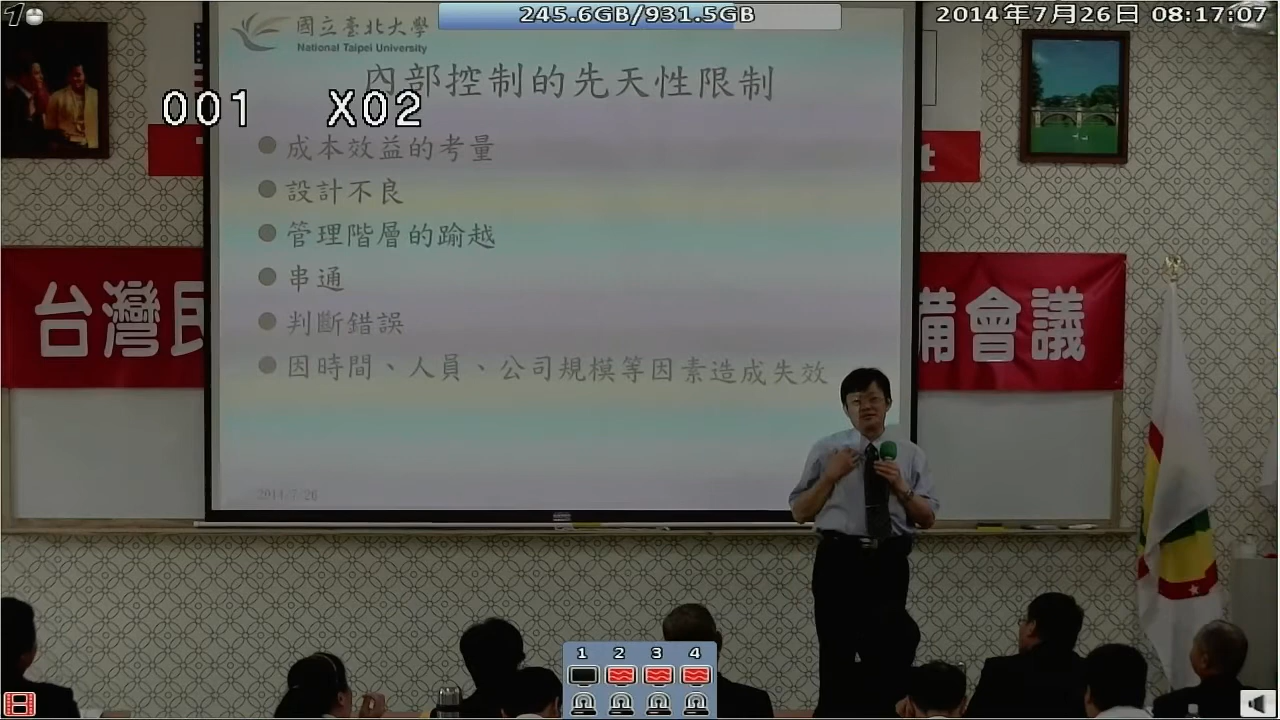 245.6GB/931.5GB
2014年7月26日 08:17:07
1
國立臺北大學
National Taipei University
內部控制的先天性限制
001 X02
成本效益的考量
設計不良
t
管理階層的踰越
串通
台灣民
備會議
判斷錯誤
因時間、人員、公司規模等因素造成失效
2014/7/26
1 2 3 4